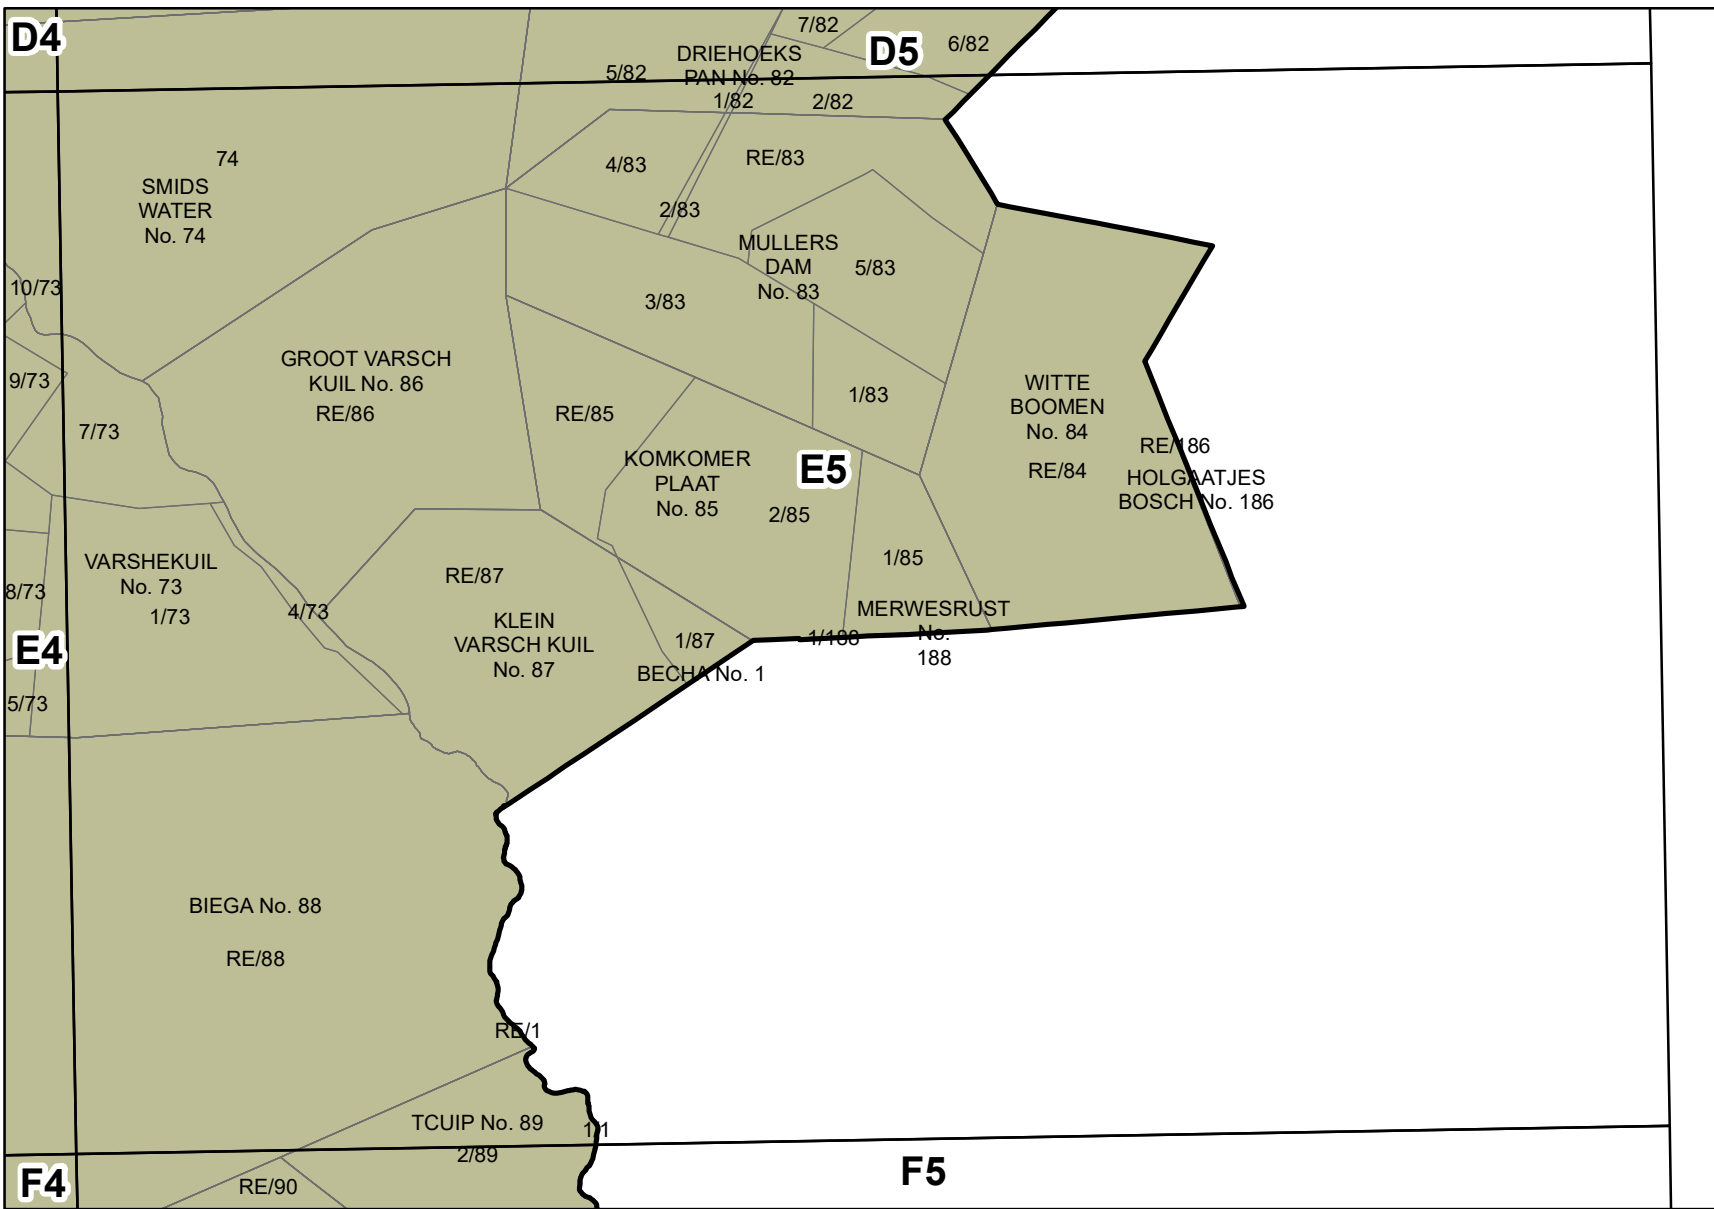 D4
7/82
D5
6/82
DRIEHOEKS
PAN No. 82
5/82
1/82
2/82
74
SMIDS
WATER
No. 74
4/83
RE/83
2/83
MULLERS
DAM
No. 83
5/83
10/73
3/83
GROOT VARSCH
KUIL No. 86
RE/86
9/73
7/73
RE/85
1/83
WITTE
BOOMEN
No. 84
RE/84
RE/186
HOLGAATJES
BOSCH No. 186
KOMKOMER
PLAAT
No. 85
E5
2/85
1/85
VARSHEKUIL
No. 73
1/73
8/73
4/73
RE/87
KLEIN
VARSCH KUIL
No. 87
MERWESRUST
No.
188
1/188
1/87
BECHA No. 1
E4
5/73
BIEGA No. 88
RE/88
RE/1
TCUIP No. 89
1/1
2/89
F4
RE/90
F5